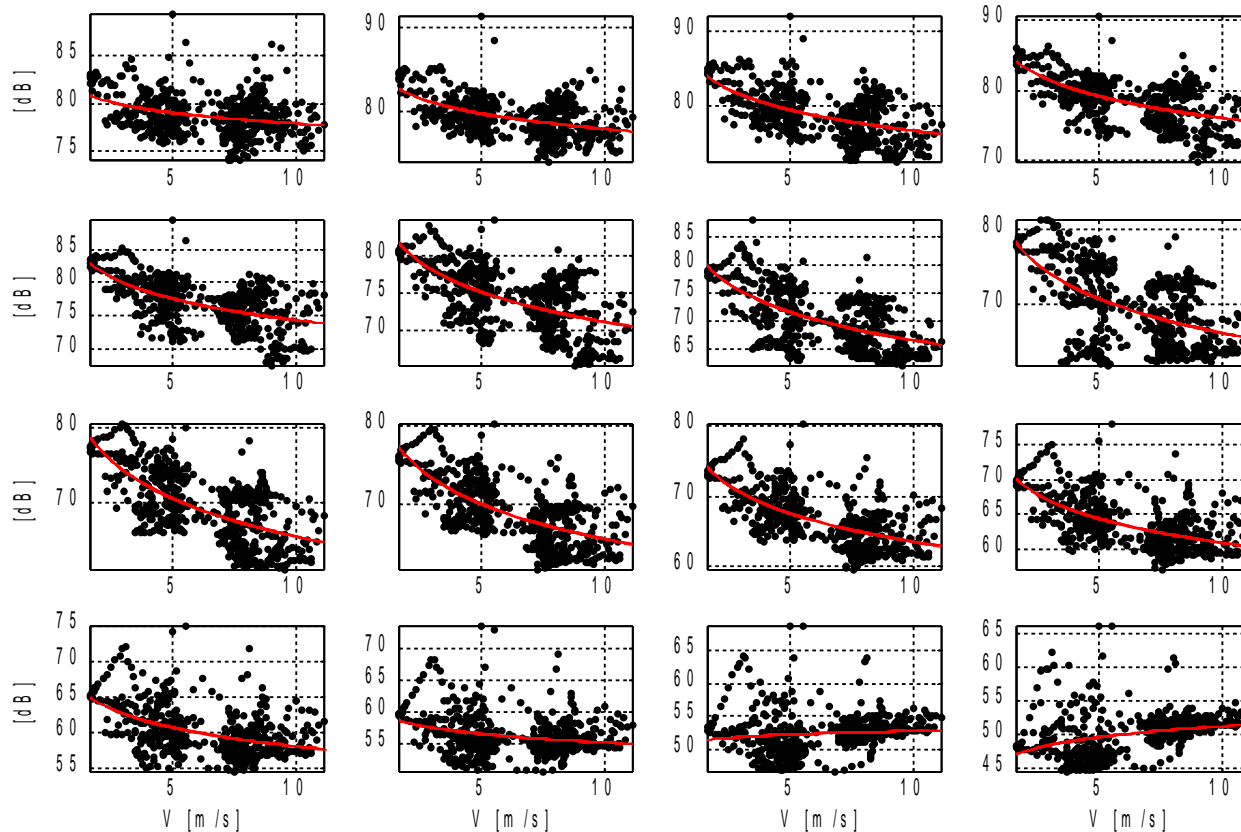 85 90 90 90
[dB] 80 80 80 80
75 70
5 10 5 10 5 10 5 10
85 80 85 80
[dB] 80 75 80 70
75 70 75
70 70
65
5 10 5 10 5 10 5 10
80 80 80 75
[dB] 70 70 70 70
65
60 60
5 10 5 10 5 10 5 10
75 70 65 65
[dB] 70 65 60 60
65 60 55 55
60 55 50 50
55 45
5 10 5 10 5 10 5 10
V [m/s] V [m/s] V [m/s] V [m/s]